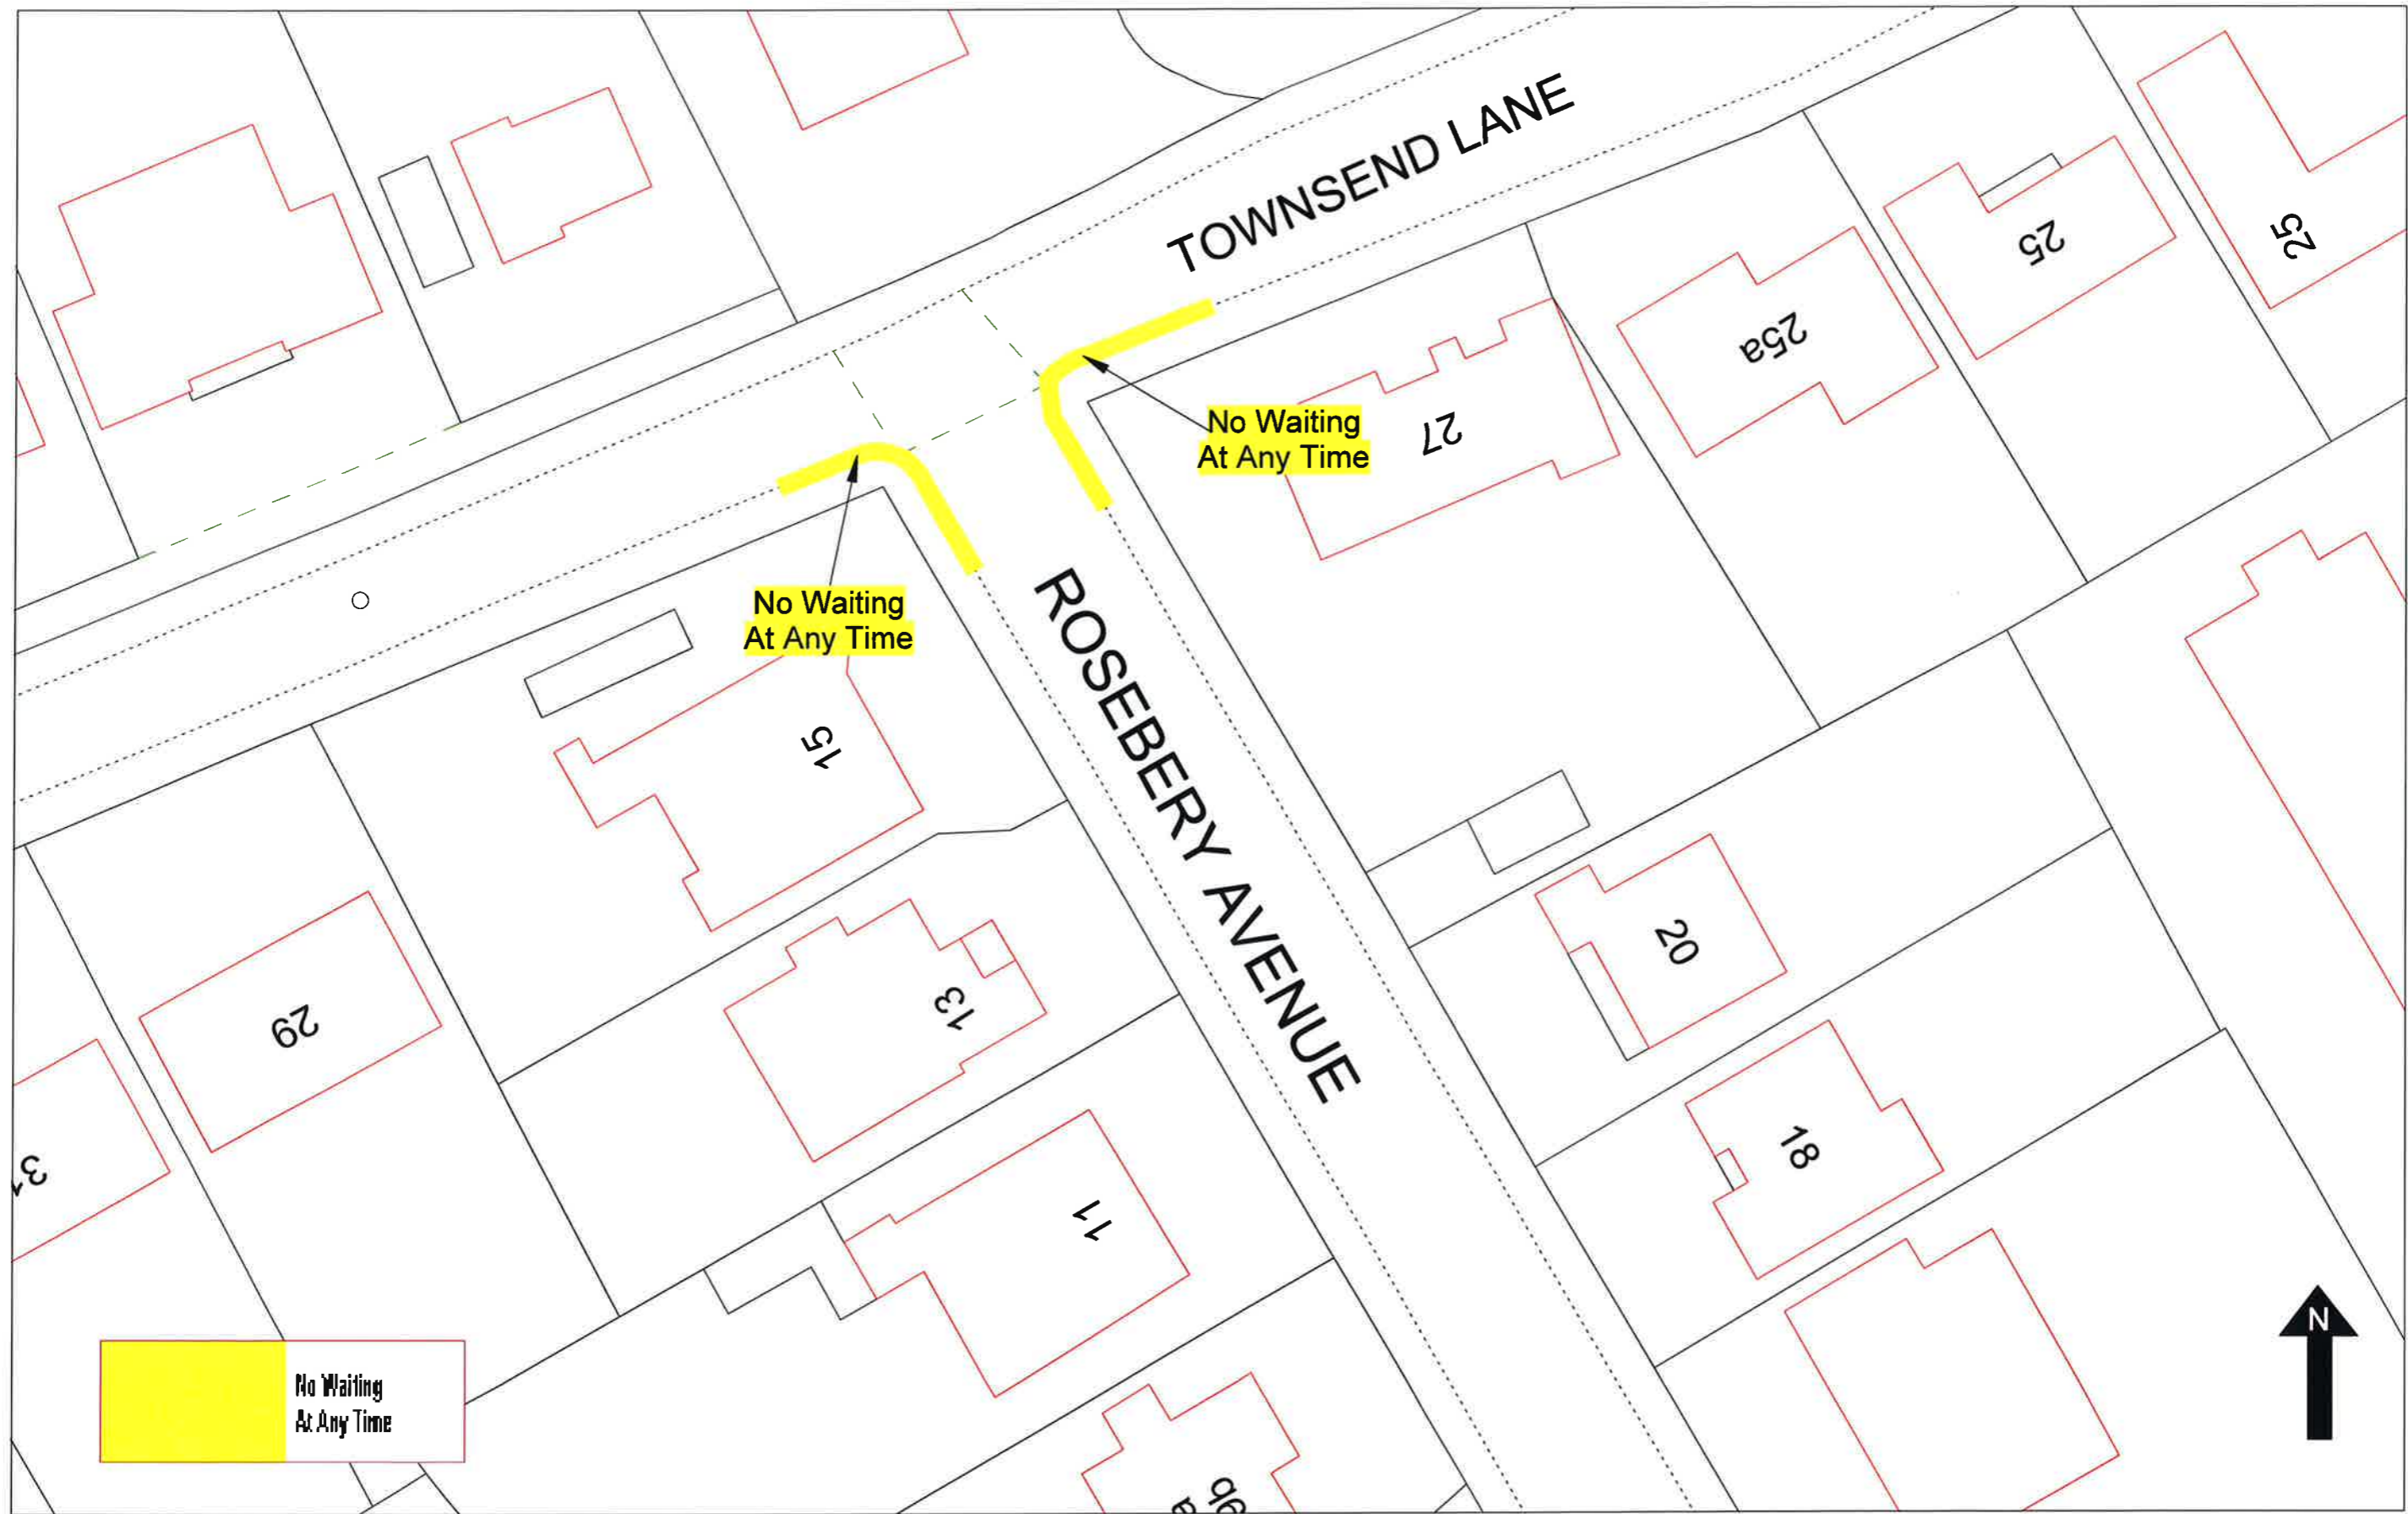 TOWNSEND LANE
25
25
25a
No Waiting
At Any Time
27
No Waiting
At Any Time
ROSEBERY AVENUE
15
20
13
29
18
31
11
N
No Waiting
At Any Time
9b
a